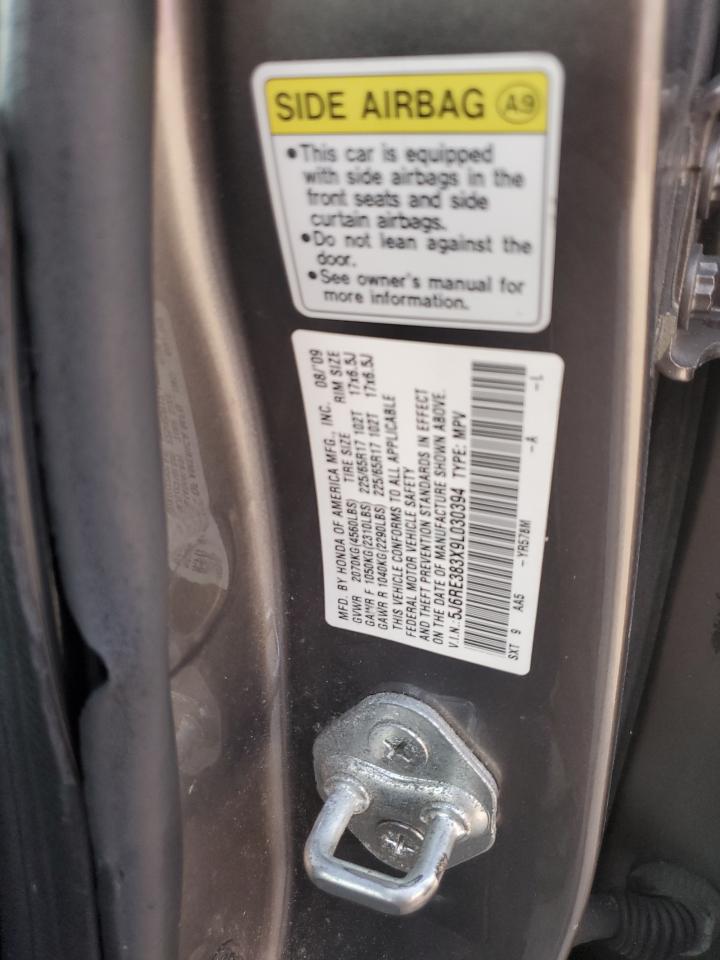 SIDE AIRBAG A9
•This car is equipped
with side airbags in the
front seats and side
curtain airbags.
•Do not lean against the
door.
•See owner's manual for
more information.
MFD. BY HONDA OF AMERICA MFG., INC. 08/'09
GVWR 2070KG(4560LBS) TIRE SIZE RIM SIZE
GAWR F 1050KG(2310LBS) 225/65R17 102T 17x6.5J
GAWR R 1040KG(2290LBS) 225/65R17 102T 17x6.5J
THIS VEHICLE CONFORMS TO ALL APPLICABLE
FEDERAL MOTOR VEHICLE SAFETY
AND THEFT PREVENTION STANDARDS IN EFFECT
ON THE DATE OF MANUFACTURE SHOWN ABOVE.
V.I.N.: 5J6RE383X9L030394 TYPE: MPV
SXT 9 AA5 -YR578M -A -L